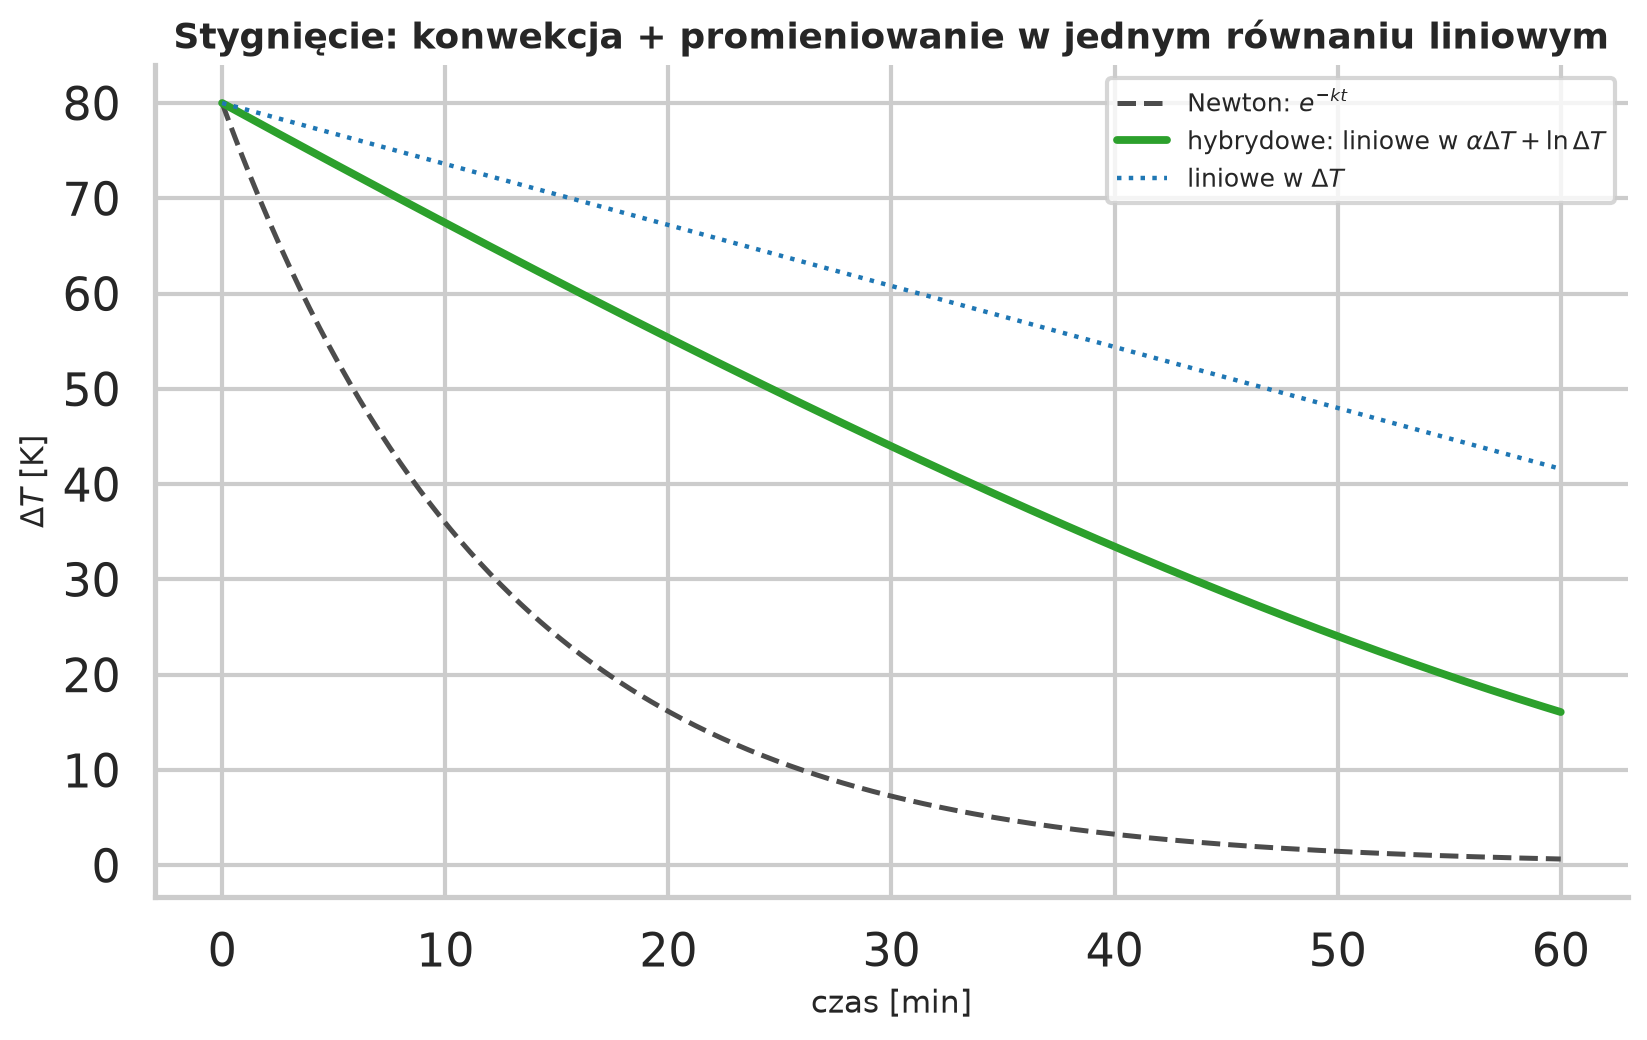 Stygnięcie: konwekcja + promieniowanie w jednym równaniu liniowym
Newton: e^{-kt}
hybrydowe: liniowe w αΔT + ln ΔT
liniowe w ΔT
80
70
60
50
40
30
20
10
0
ΔT [K]
0 10 20 30 40 50 60
czas [min]